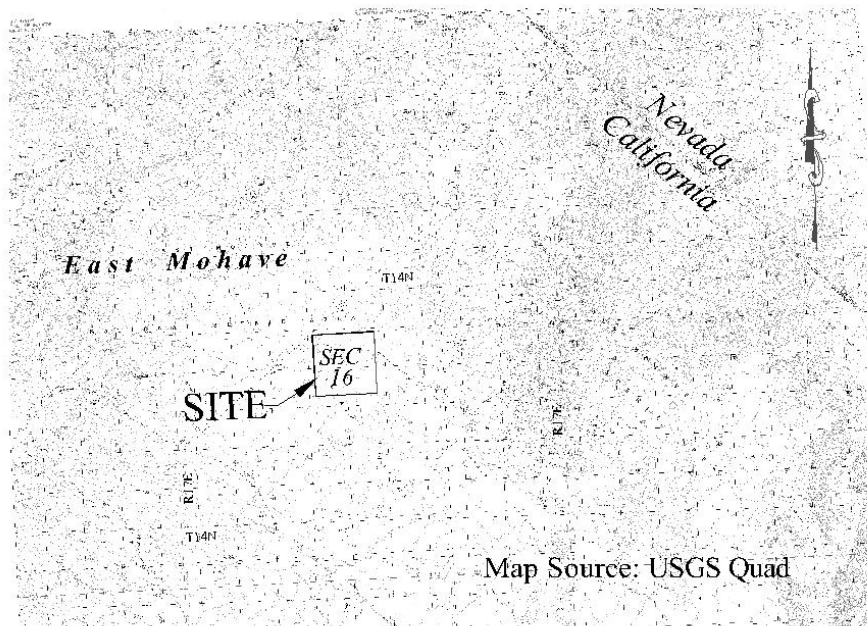 Nevada
California
East Mohave
T14N
SEC
16
SITE
R17E
R17E
T14N
Map Source: USGS Quad